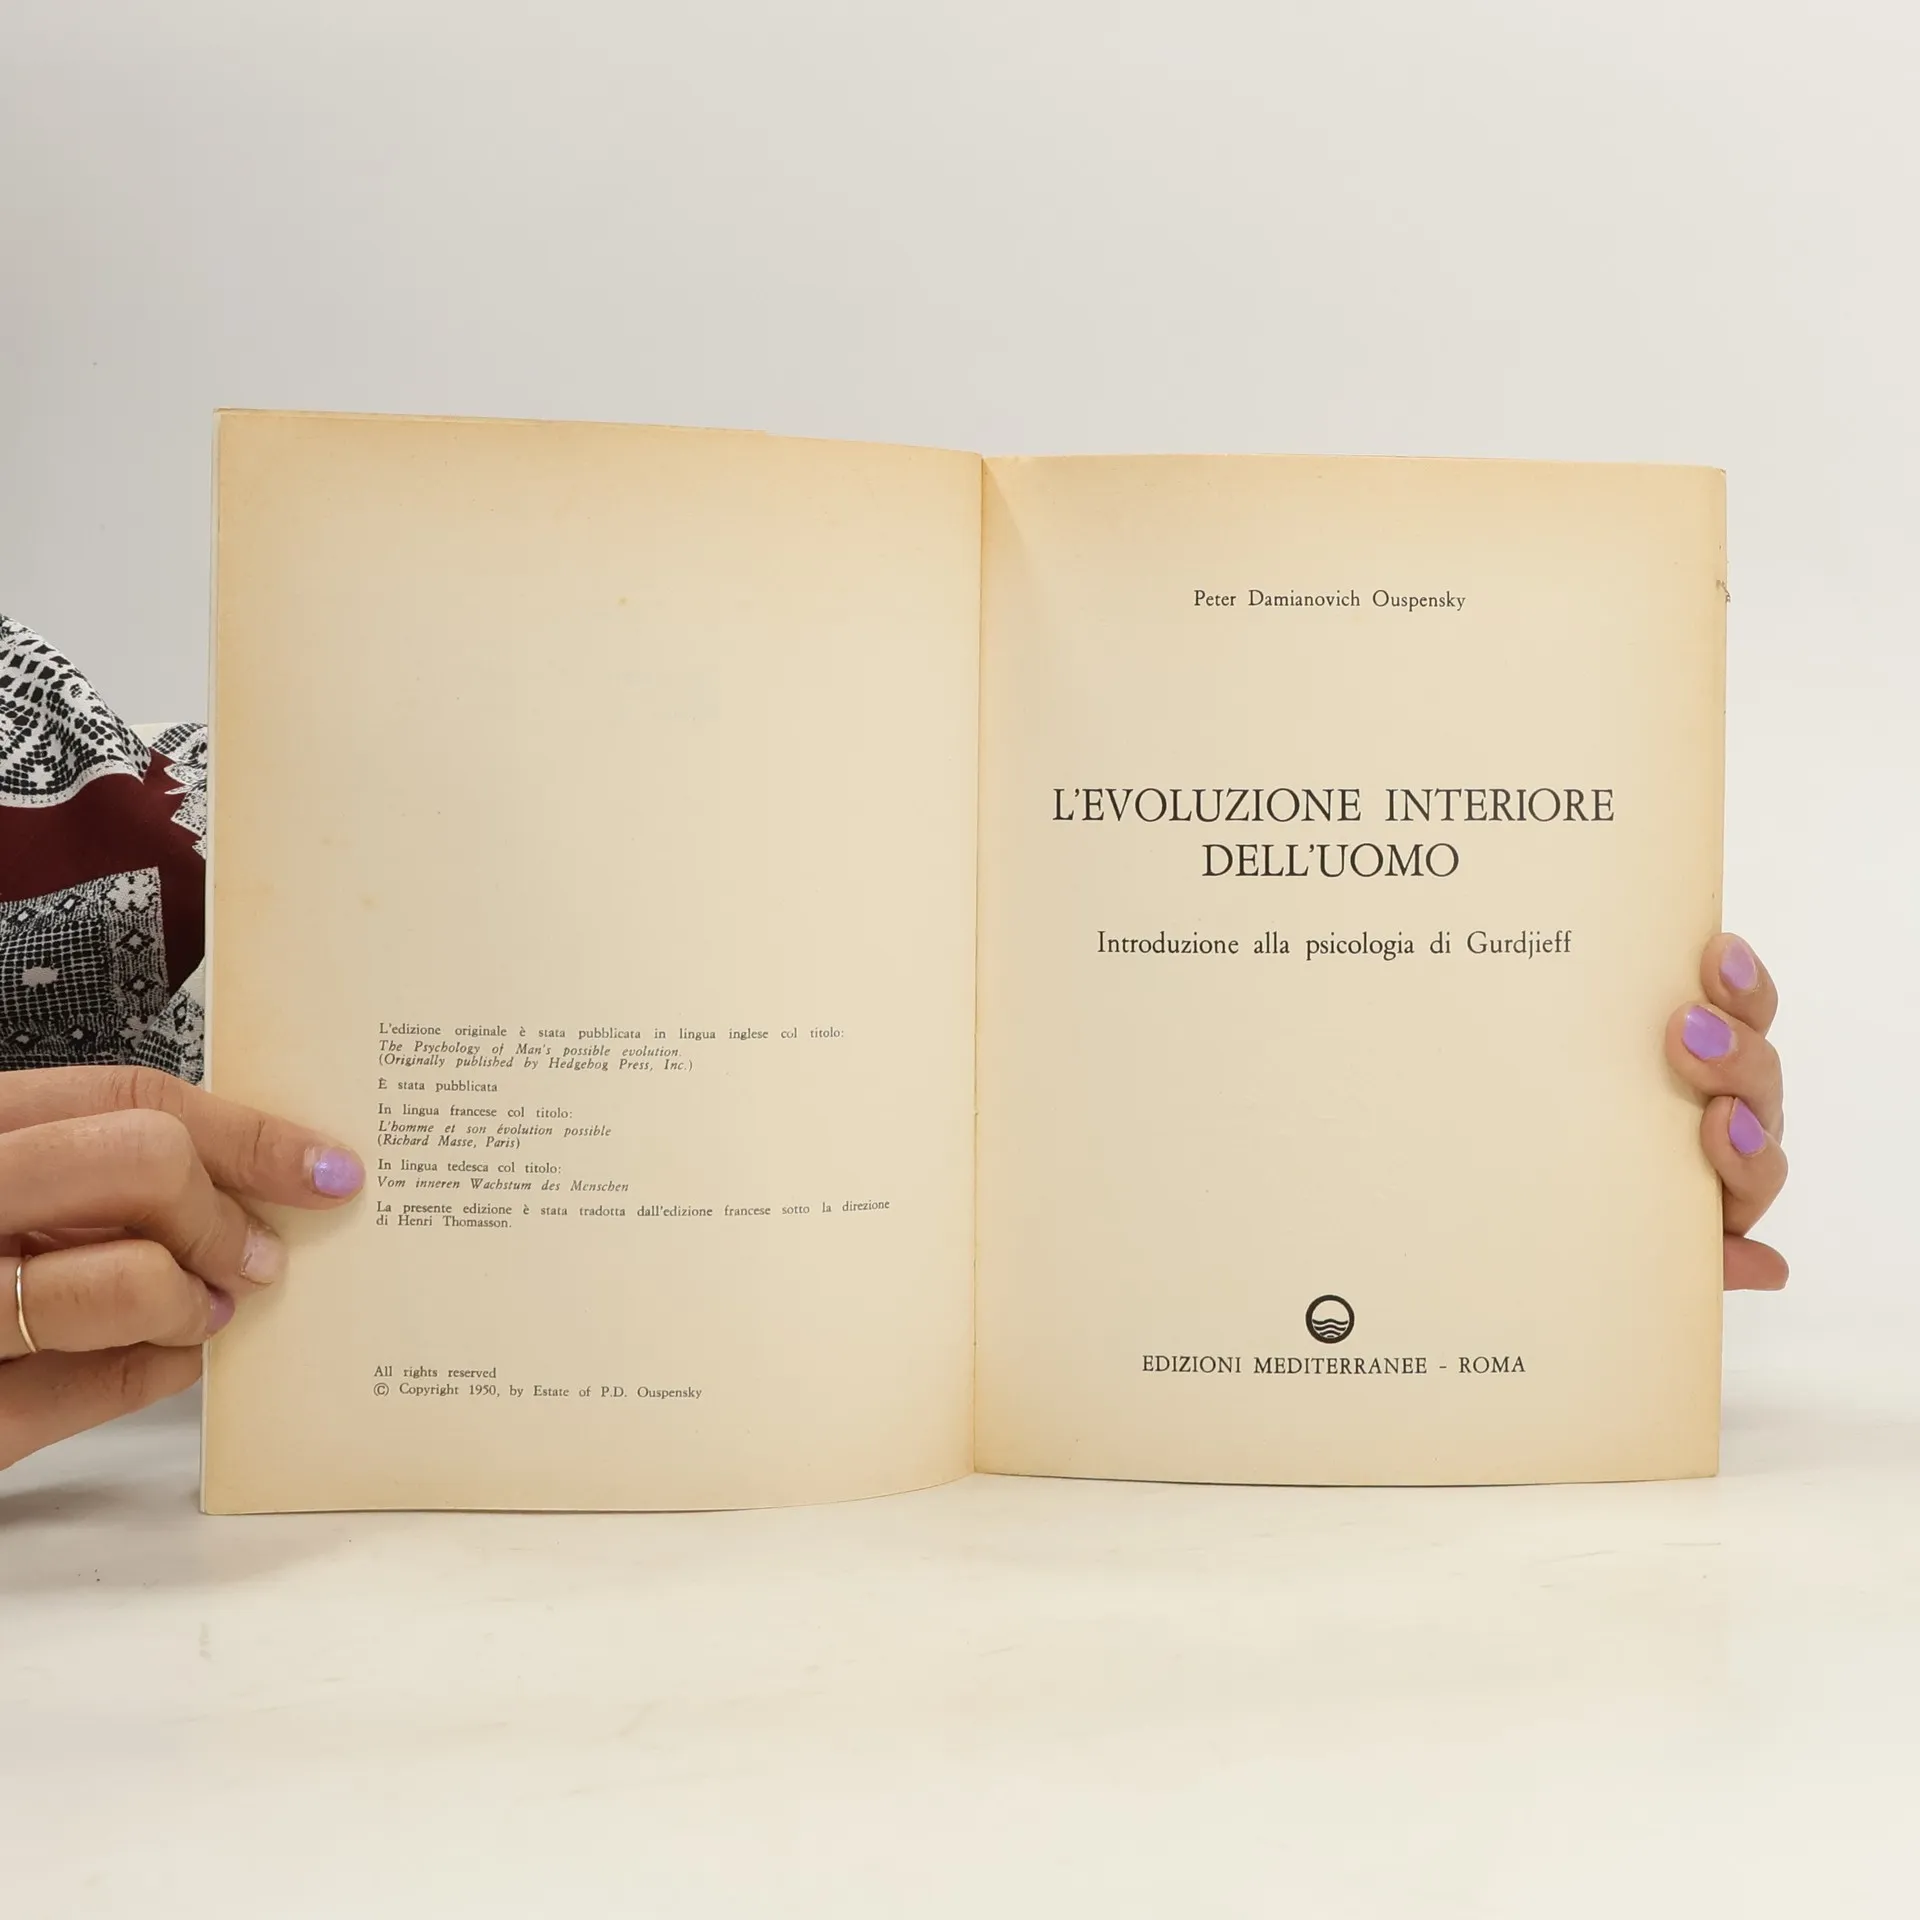 L'edizione originale è stata pubblicata in lingua inglese col titolo:
The Psychology of Man's possible evolution.
(Originally published by Hedgehog Press, Inc.)
È stata pubblicata
In lingua francese col titolo:
L'homme et son évolution possible
(Richard Masse, Paris)
In lingua tedesca col titolo:
Vom inneren Wachstum des Menschen
La presente edizione è stata tradotta dall'edizione francese sotto la direzione
di Henri Thomasson.
All rights reserved
© Copyright 1950, by Estate of P.D. Ouspensky
Peter Damianovich Ouspensky
L'EVOLUZIONE INTERIORE
DELL'UOMO
Introduzione alla psicologia di Gurdjieff
EDIZIONI MEDITERRANEE - ROMA